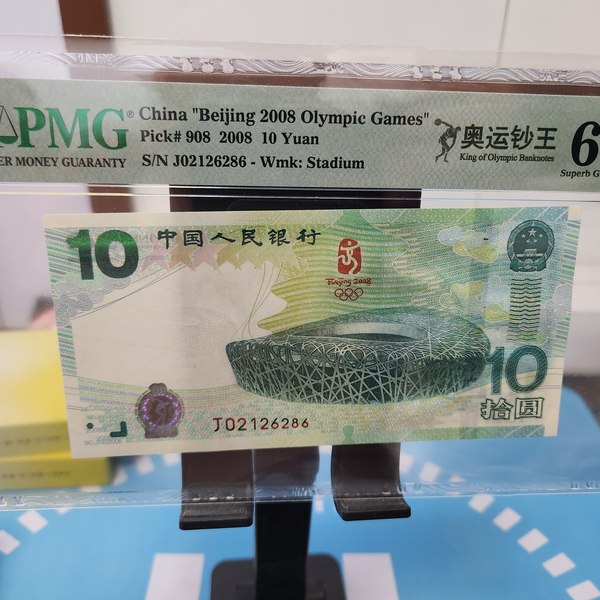 PMG®
ER MONEY GUARANTY
China "Beijing 2008 Olympic Games"
Pick# 908 2008 10 Yuan
S/N J02126286 - Wmk: Stadium
奥运钞王
King of Olympic Banknotes
6
Superb G
10
中国人民银行
Beijing 2008
10
拾圆
J02126286